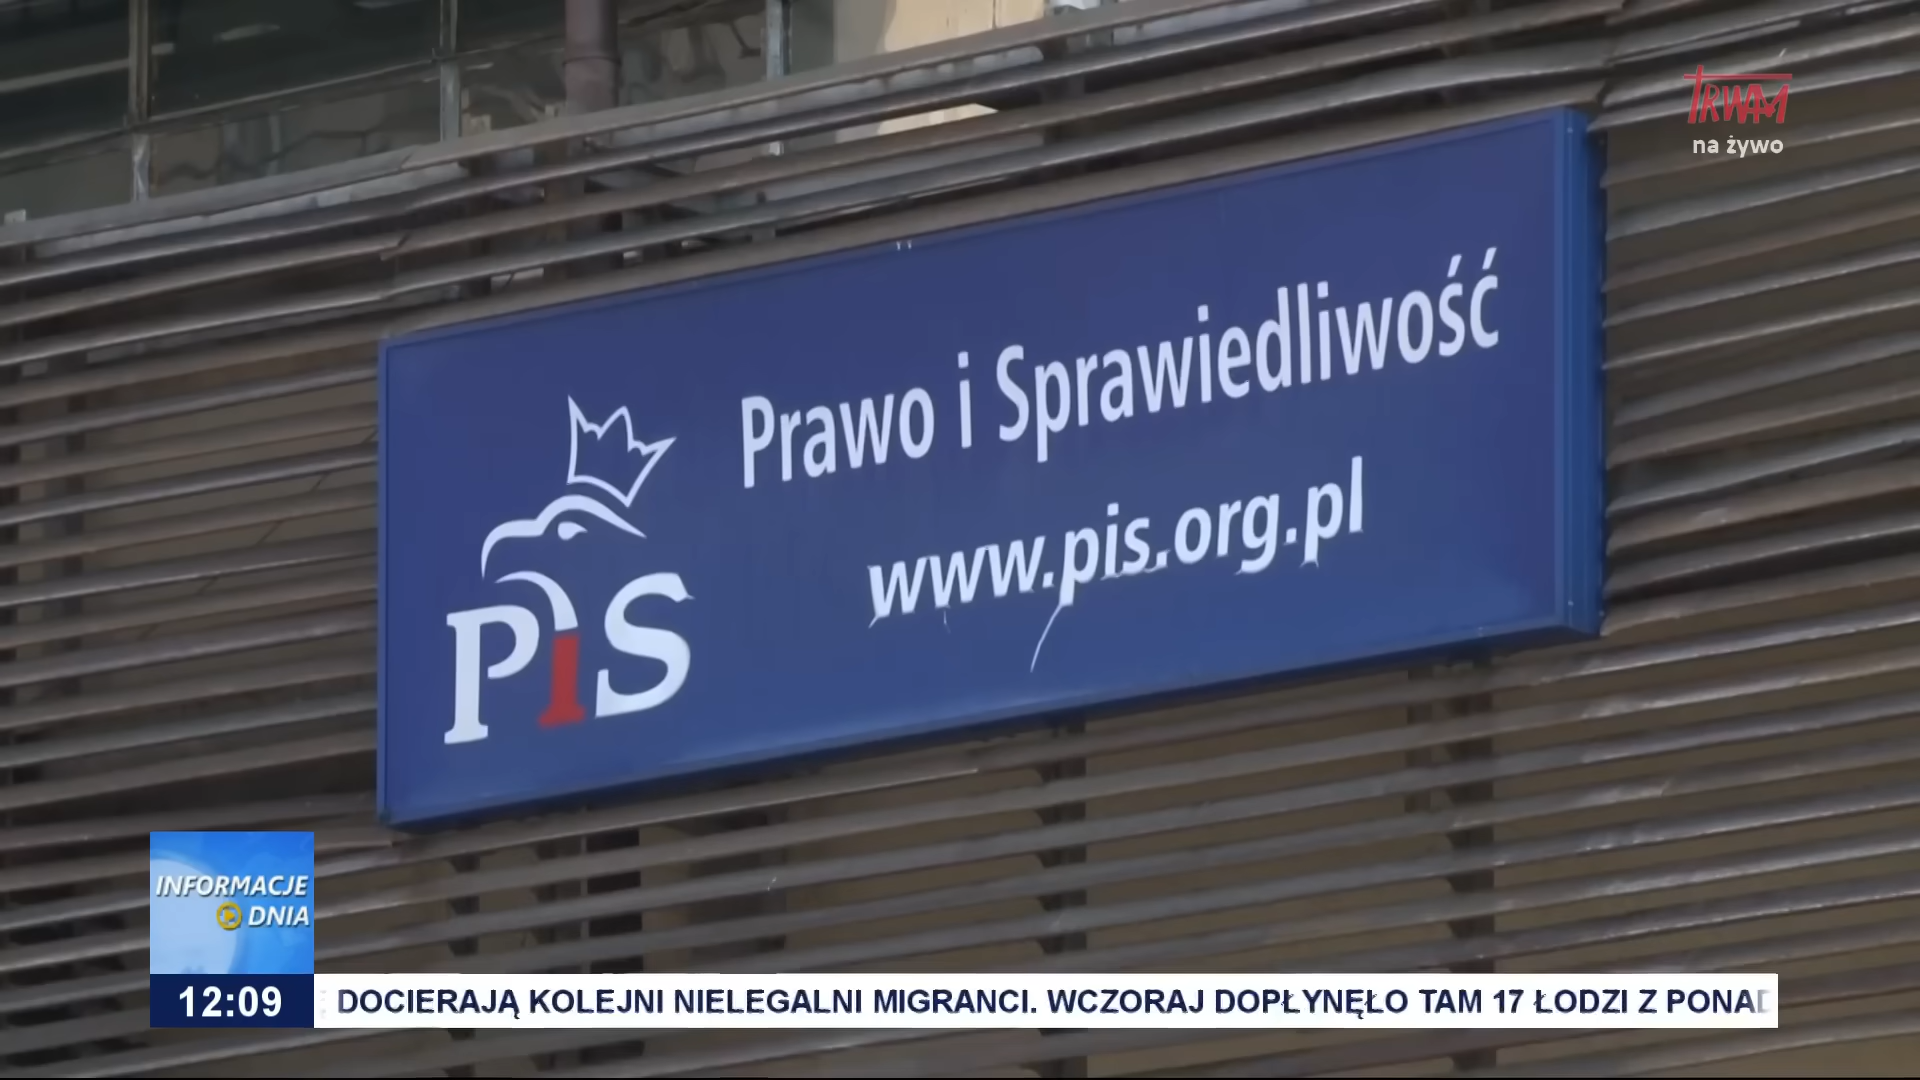 TRWAM
na żywo
Prawo i Sprawiedliwość
www.pis.org.pl
PiS
INFORMACJE
DNIA
12:09
DOCIERAJĄ KOLEJNI NIELEGALNI MIGRANCI. WCZORAJ DOPŁYNĘŁO TAM 17 ŁODZI Z PONAD